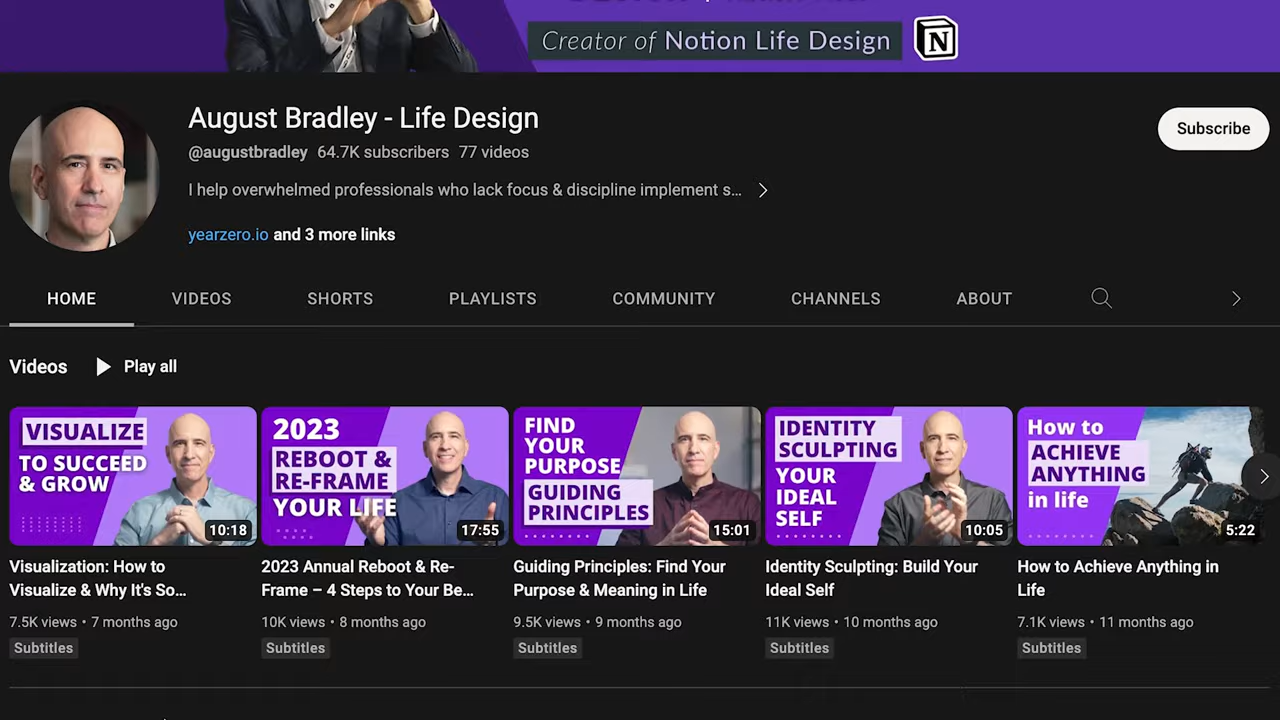 Creator of Notion Life Design
N
August Bradley - Life Design
@augustbradley 64.7K subscribers 77 videos
I help overwhelmed professionals who lack focus & discipline implement s...
yearzero.io and 3 more links
Subscribe
HOME VIDEOS SHORTS PLAYLISTS COMMUNITY CHANNELS ABOUT
Videos Play all
VISUALIZE
TO SUCCEED
& GROW
10:18
2023
REBOOT &
RE-FRAME
YOUR LIFE
17:55
FIND
YOUR
PURPOSE
GUIDING
PRINCIPLES
15:01
IDENTITY
SCULPTING
YOUR
IDEAL
SELF
10:05
How to
ACHIEVE
ANYTHING
in life
5:22
Visualization: How to
Visualize & Why It's So...
7.5K views • 7 months ago
Subtitles
2023 Annual Reboot & Re-
Frame – 4 Steps to Your Be...
10K views • 8 months ago
Subtitles
Guiding Principles: Find Your
Purpose & Meaning in Life
9.5K views • 9 months ago
Subtitles
Identity Sculpting: Build Your
Ideal Self
11K views • 10 months ago
Subtitles
How to Achieve Anything in
Life
7.1K views • 11 months ago
Subtitles